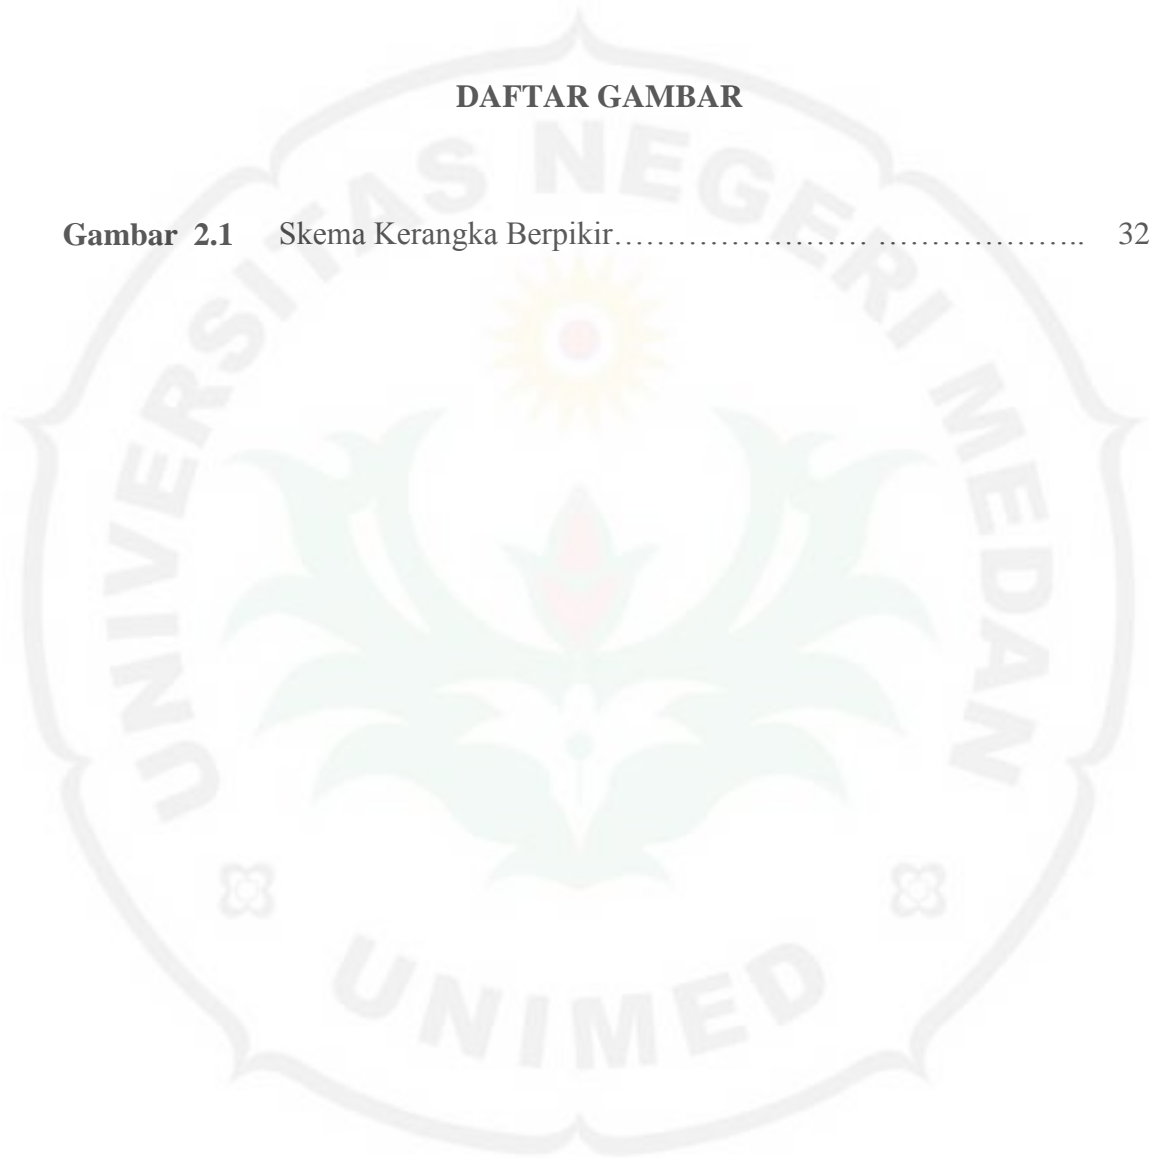 DAFTAR GAMBAR
UNIVERSITAS NEGERI MEDAN
Gambar 2.1 Skema Kerangka Berpikir…………………… ……………….. 32
UNIMED